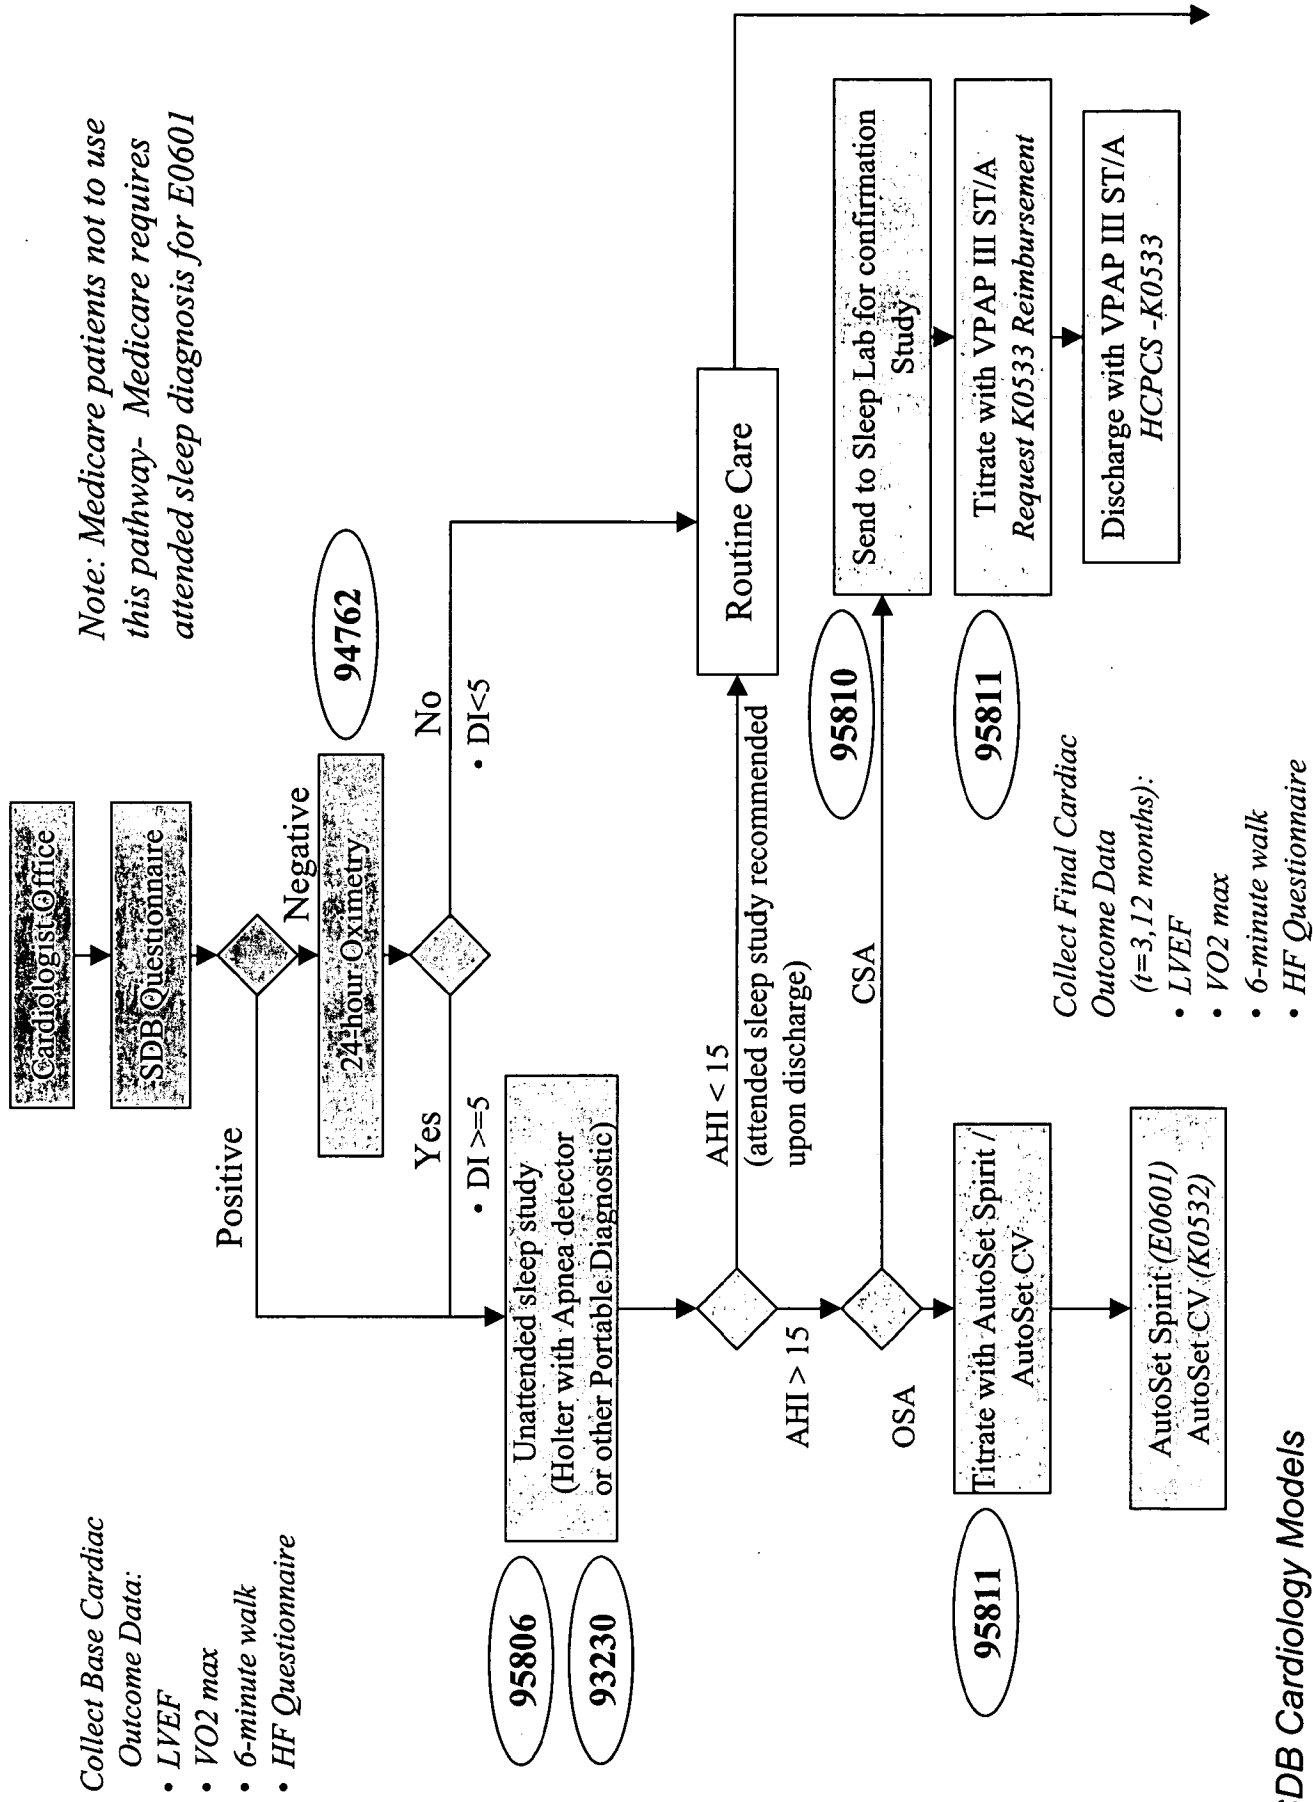 Collect Base Cardiac
Outcome Data:
• LVEF
• VO2 max
• 6-minute walk
• HF Questionnaire
Cardiologist Office
SDB Questionnaire
Note: Medicare patients not to use
this pathway- Medicare requires
attended sleep diagnosis for E0601
Positive
Negative
24-hour Oximetry
94762
Yes
• DI >=5
No
• DI<5
95806
93230
Unattended sleep study
(Holter with Apnea detector
or other Portable Diagnostic)
AHI < 15
(attended sleep study recommended
upon discharge)
Routine Care
AHI > 15
CSA
95810
Send to Sleep Lab for confirmation
Study
OSA
95811
Titrate with AutoSet Spirit /
AutoSet CV
95811
Titrate with VPAP III ST/A
Request K0533 Reimbursement
AutoSet Spirit (E0601)
AutoSet CV (K0532)
Discharge with VPAP III ST/A
HCPCS -K0533
Collect Final Cardiac
Outcome Data
(t=3,12 months):
• LVEF
• VO2 max
• 6-minute walk
• HF Questionnaire
SDB Cardiology Models